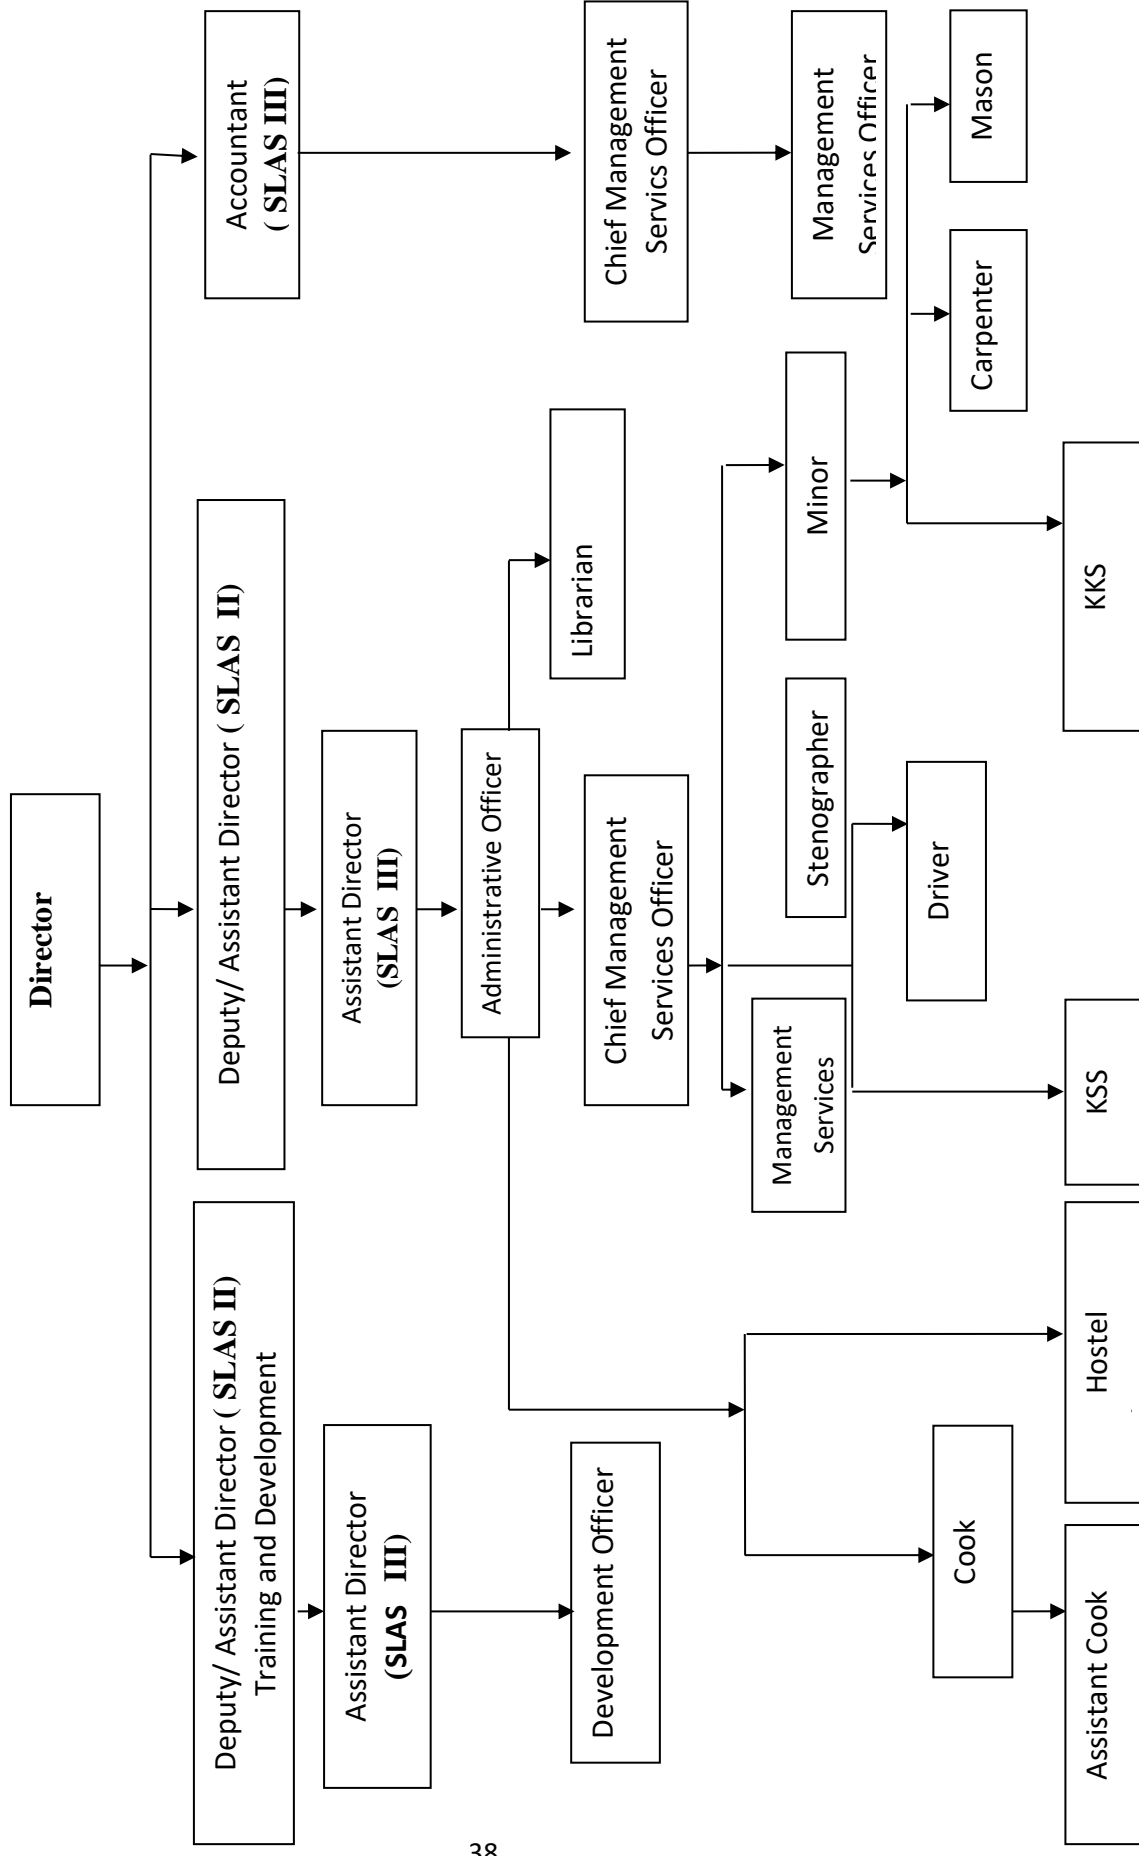 Director
Deputy/ Assistant Director ( SLAS II)
Training and Development
Deputy/ Assistant Director ( SLAS II)
Accountant
( SLAS III)
Assistant Director
(SLAS III)
Assistant Director
(SLAS III)
Administrative Officer
Development Officer
Chief Management
Services Officer
Librarian
Chief Management
Servics Officer
Management
Services
Stenographer
Minor
Management
Services Officer
Cook
Driver
Carpenter
Mason
Assistant Cook
Hostel
KSS
KKS
38